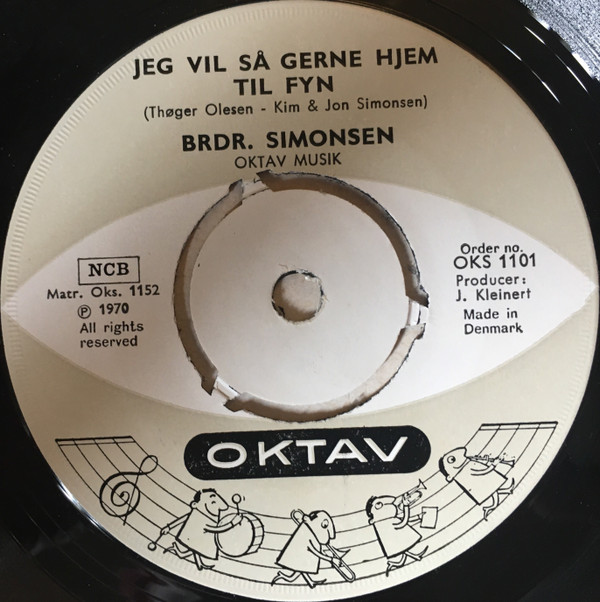 JEG VIL SÅ GERNE HJEM
TIL FYN
(Thøger Olesen - Kim & Jon Simonsen)
BRDR. SIMONSEN
OKTAV MUSIK
NCB
Matr. Oks. 1152
Ⓟ 1970
All rights
reserved
Order no.
OKS 1101
Producer:
J. Kleinert
Made in
Denmark
OKTAV